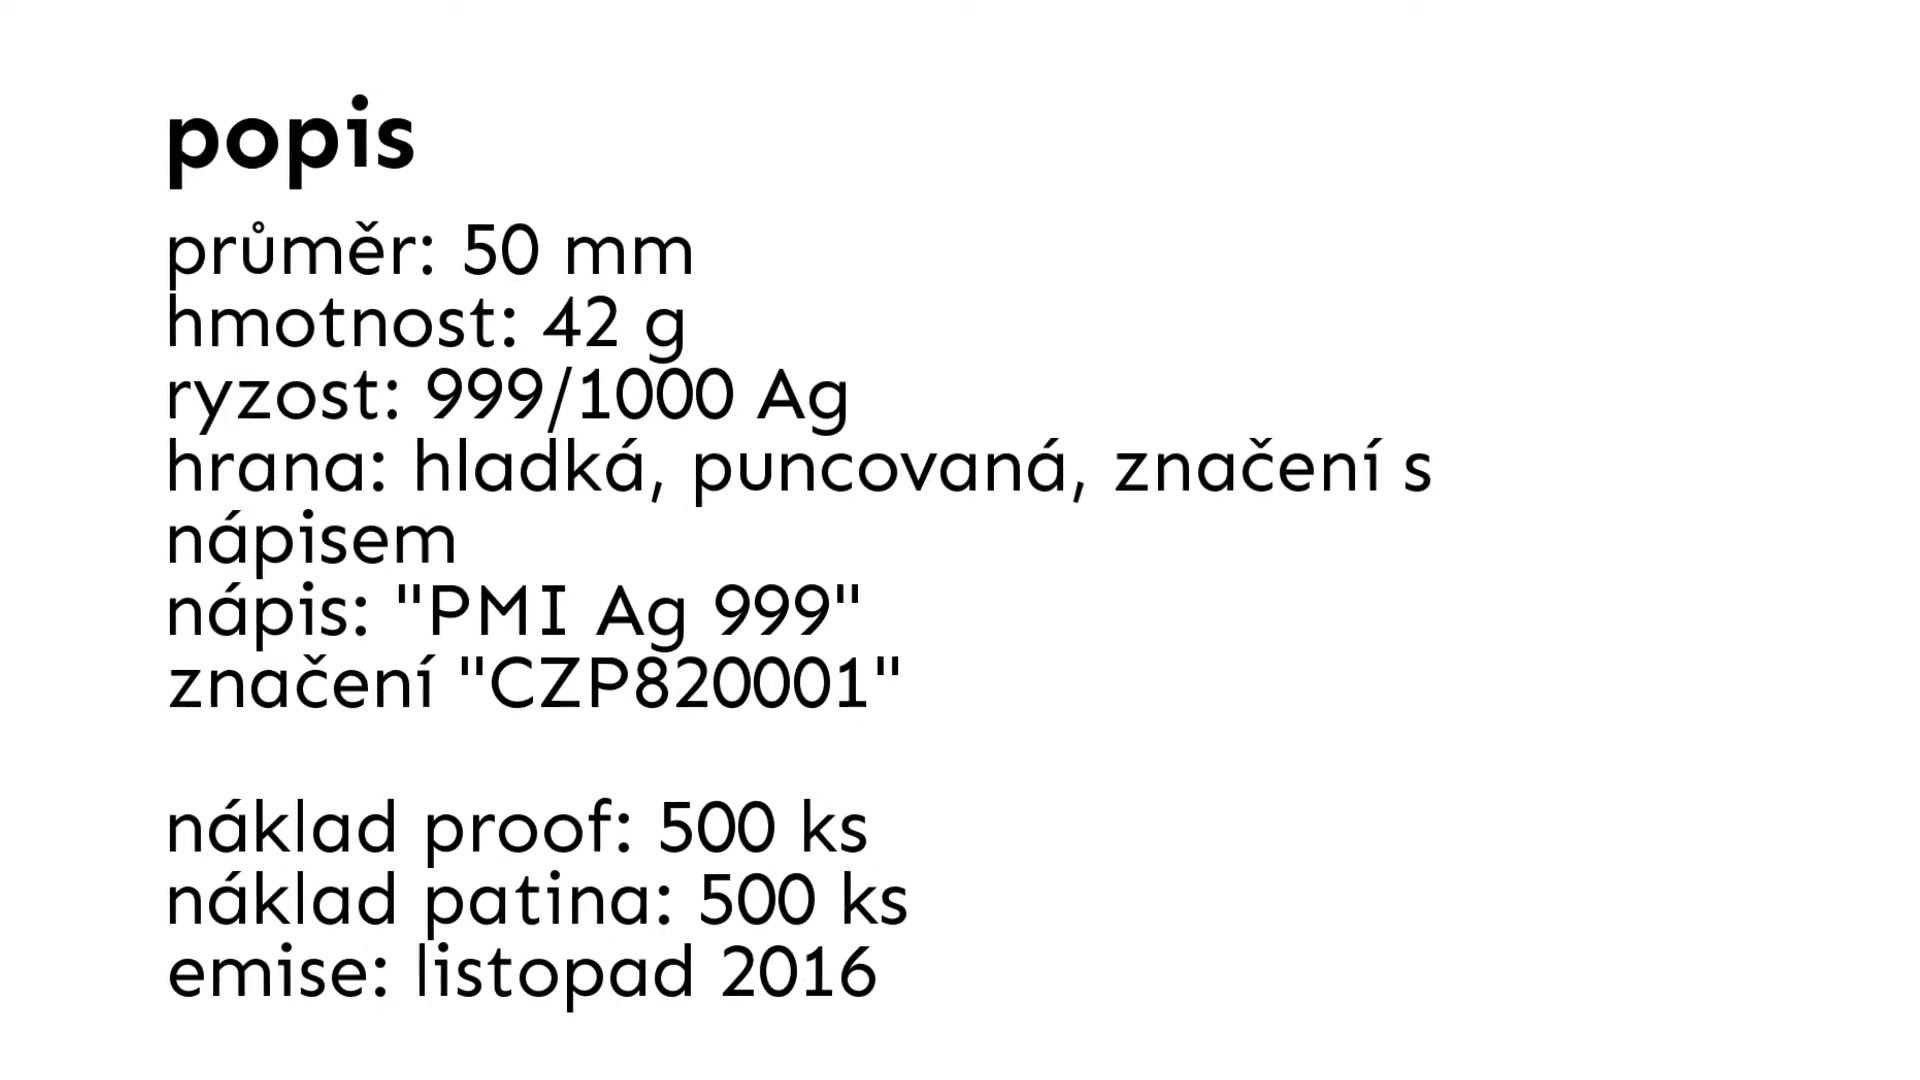 popis
průměr: 50 mm
hmotnost: 42 g
ryzost: 999/1000 Ag
hrana: hladká, puncovaná, značení s
nápisem
nápis: "PMI Ag 999"
značení "CZP820001"
náklad proof: 500 ks
náklad patina: 500 ks
emise: listopad 2016